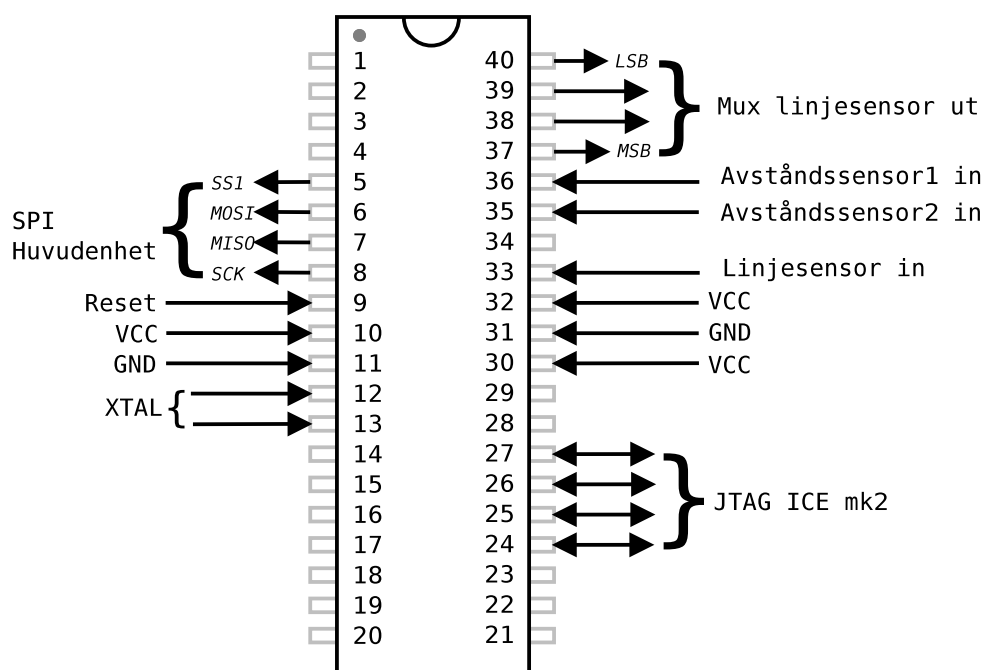 1 40 LSB
2 39
3 38
4 37 MSB
Mux linjesensor ut
SS1 5 36 Avståndssensor1 in
MOSI 6 35 Avståndssensor2 in
MISO 7 34
SCK 8 33 Linjesensor in
SPI
Huvudenhet
Reset 9 32 VCC
VCC 10 31 GND
GND 11 30 VCC
XTAL
12 29
13 28
14 27
15 26
16 25
17 24
JTAG ICE mk2
18 23
19 22
20 21